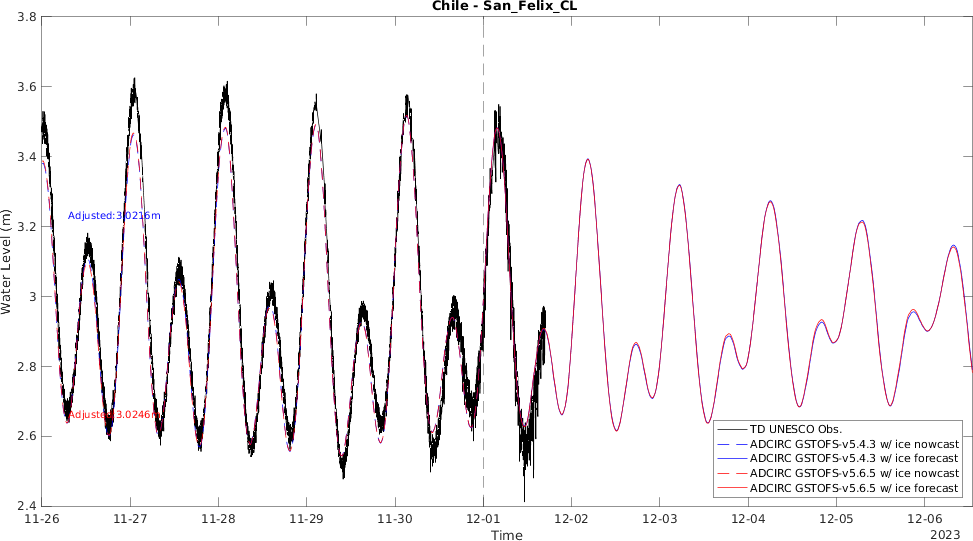 Chile - San_Felix_CL
3.8
3.6
3.4
3.2
3
2.8
2.6
2.4
Water Level (m)
Adjusted:3.0216m
Adjusted:3.0246m
TD UNESCO Obs.
ADCIRC GSTOFS-v5.4.3 w/ ice nowcast
ADCIRC GSTOFS-v5.4.3 w/ ice forecast
ADCIRC GSTOFS-v5.6.5 w/ ice nowcast
ADCIRC GSTOFS-v5.6.5 w/ ice forecast
11-26 11-27 11-28 11-29 11-30 12-01 12-02 12-03 12-04 12-05 12-06
Time
2023